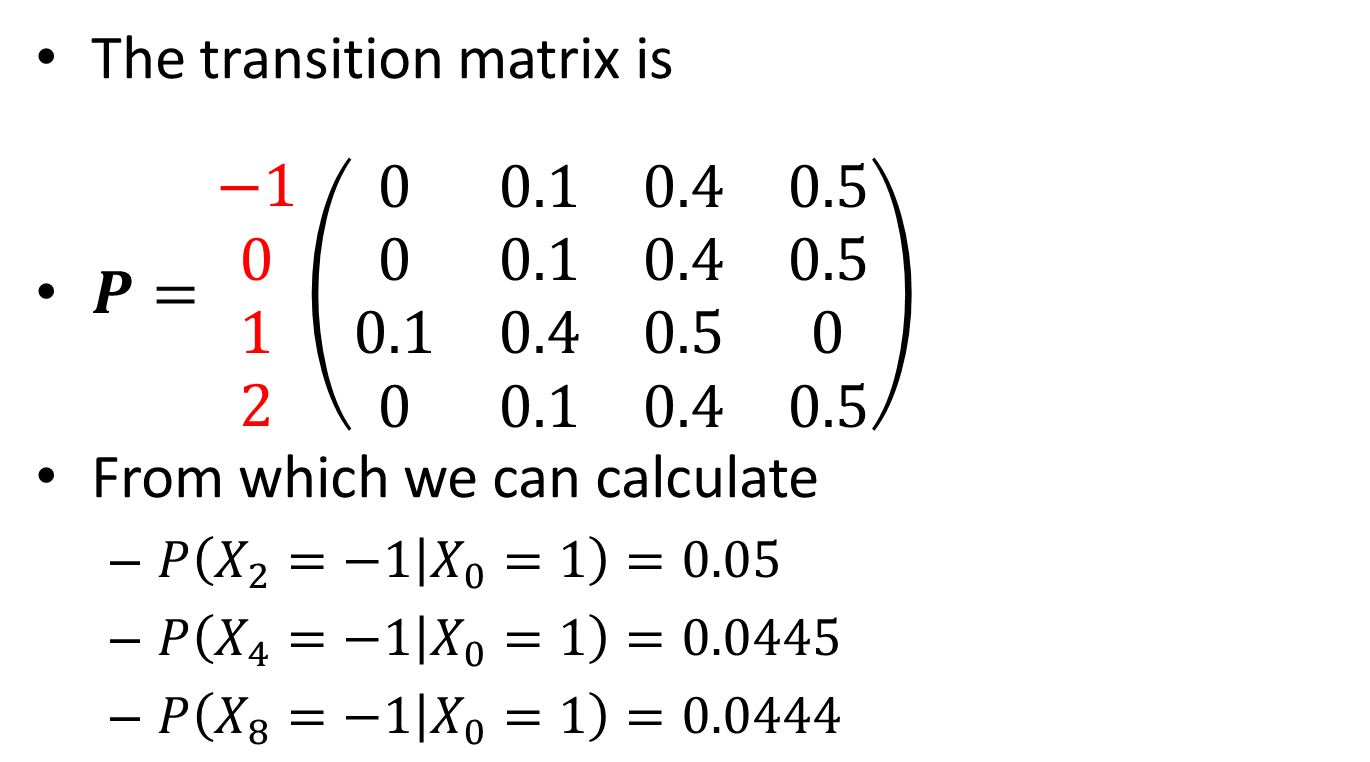 • The transition matrix is
−1 0 0.1 0.4 0.5
0 0 0.1 0.4 0.5
• P =
1 0.1 0.4 0.5 0
2 0 0.1 0.4 0.5
• From which we can calculate
– P(X₂ = −1|X₀ = 1) = 0.05
– P(X₄ = −1|X₀ = 1) = 0.0445
– P(X₈ = −1|X₀ = 1) = 0.0444